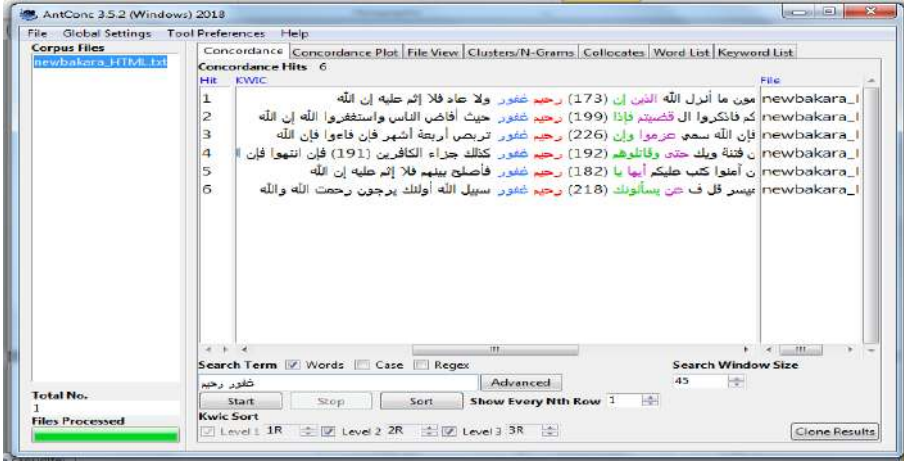 AntConc 3.5.2 (Windows) 2018
File Global Settings Tool Preferences Help
Corpus Files
newbakara_HTML.txt
Concordance Concordance Plot File View Clusters/N-Grams Collocates Word List Keyword List
Concordance Hits 6
Hit KWIC File
1 مون ما أنزل الله الذين إن (173) رحيم غفور ولا عاد فلا إثم عليه إن الله newbakara_I
2 كم فاذكروا ال قضيتم فإذا (199) رحيم غفور حيث أفاض الناس واستغفروا الله إن الله newbakara_I
3 فإن الله سمي عزموا وإن (226) رحيم غفور تربص أربعة أشهر فإن فاءوا فإن الله newbakara_I
4 ن فتنة ويك حتى وقاتلوهم (192) رحيم غفور كذلك جزاء الكافرين (191) فإن انتهوا فإن ا newbakara_I
5 ن آمنوا كتب عليكم أيها يا (182) رحيم غفور فأصلح بينهم فلا إثم عليه إن الله newbakara_I
6 ميسر قل ف عن يسألونك (218) رحيم غفور سبيل الله أولئك يرجون رحمت الله والله newbakara_I
Search Term Words Case Regex Search Window Size
غفور رحيم Advanced 45
Total No.
1
Start Stop Sort Show Every Nth Row 1
Files Processed
Kwic Sort
Level 1 1R Level 2 2R Level 3 3R Clone Results